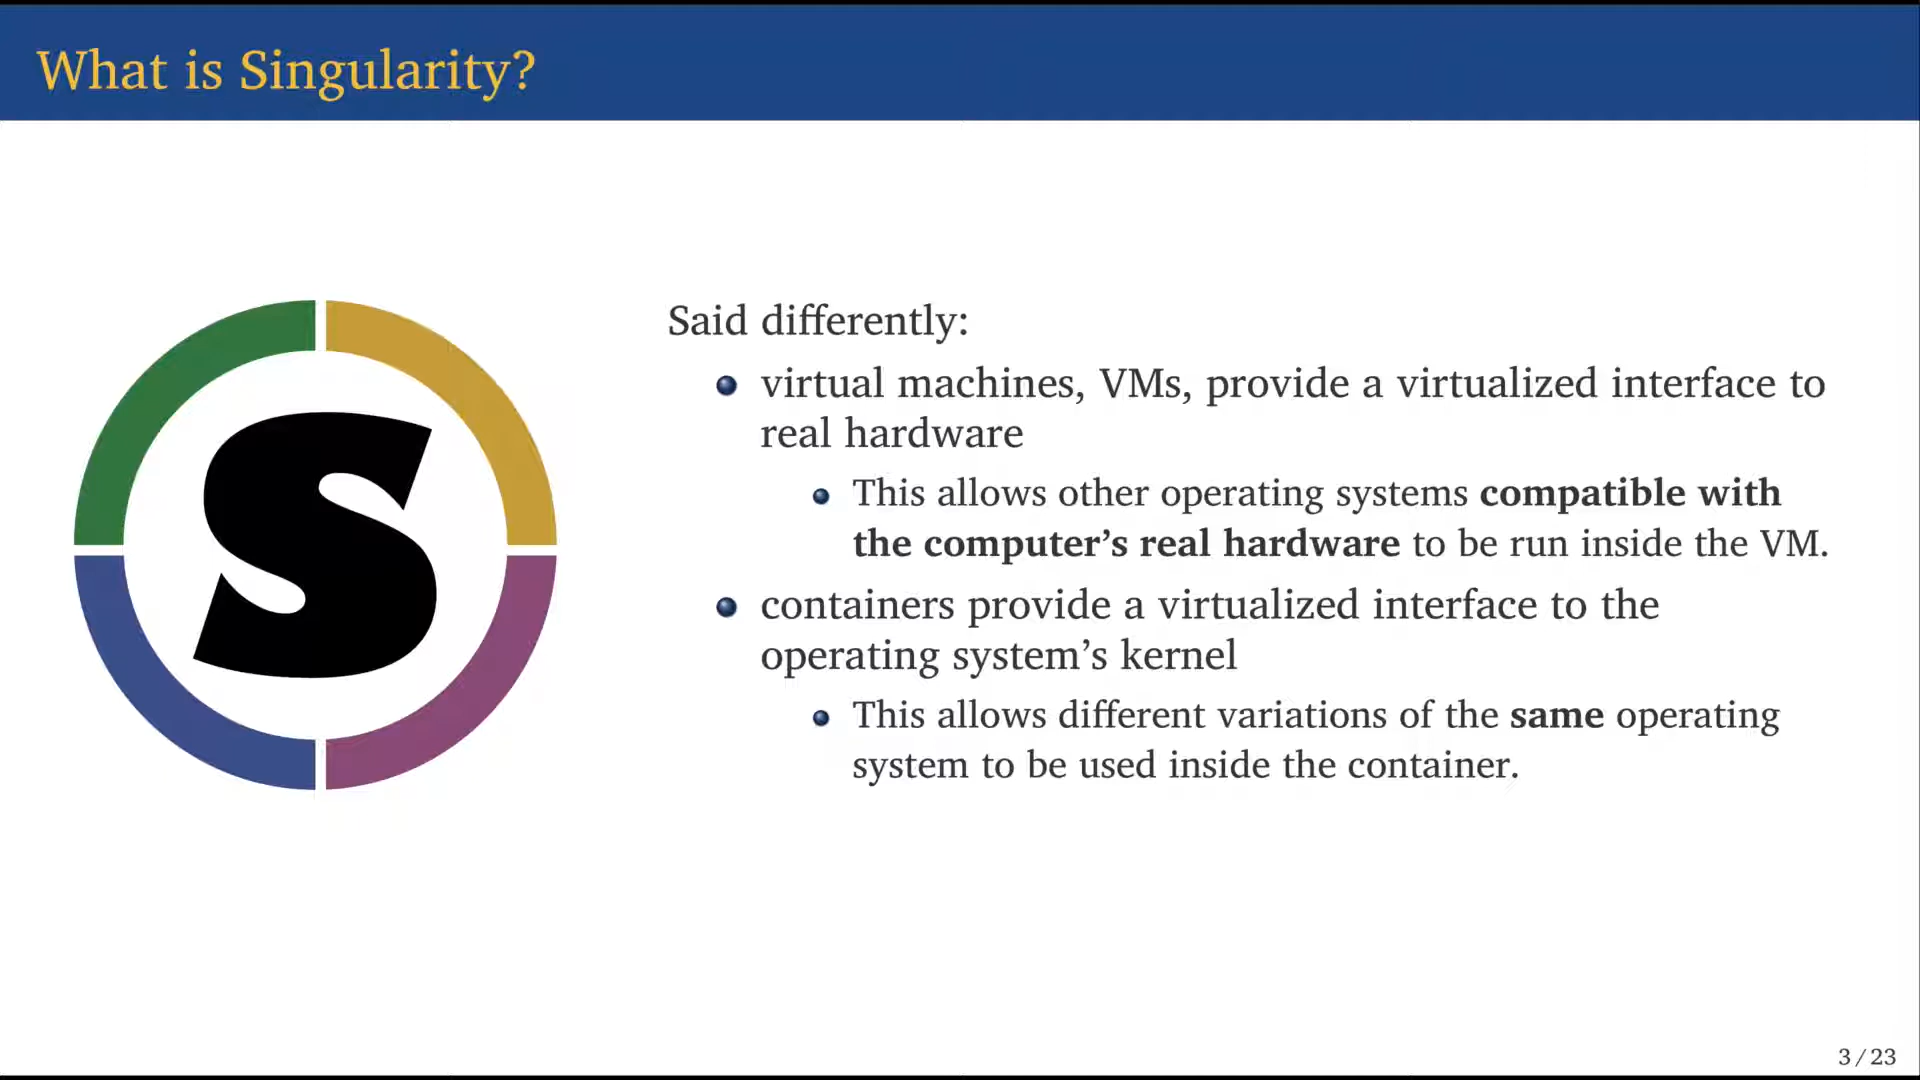 What is Singularity?
S
Said differently:
virtual machines, VMs, provide a virtualized interface to
real hardware
This allows other operating systems compatible with
the computer’s real hardware to be run inside the VM.
containers provide a virtualized interface to the
operating system’s kernel
This allows different variations of the same operating
system to be used inside the container.
3 / 23